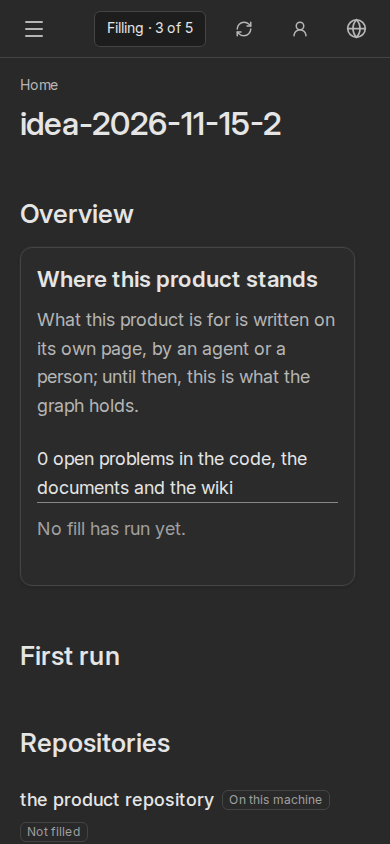 Filling · 3 of 5
Home
idea-2026-11-15-2
Overview
Where this product stands
What this product is for is written on
its own page, by an agent or a
person; until then, this is what the
graph holds.
0 open problems in the code, the
documents and the wiki
No fill has run yet.
First run
Repositories
the product repository On this machine
Not filled